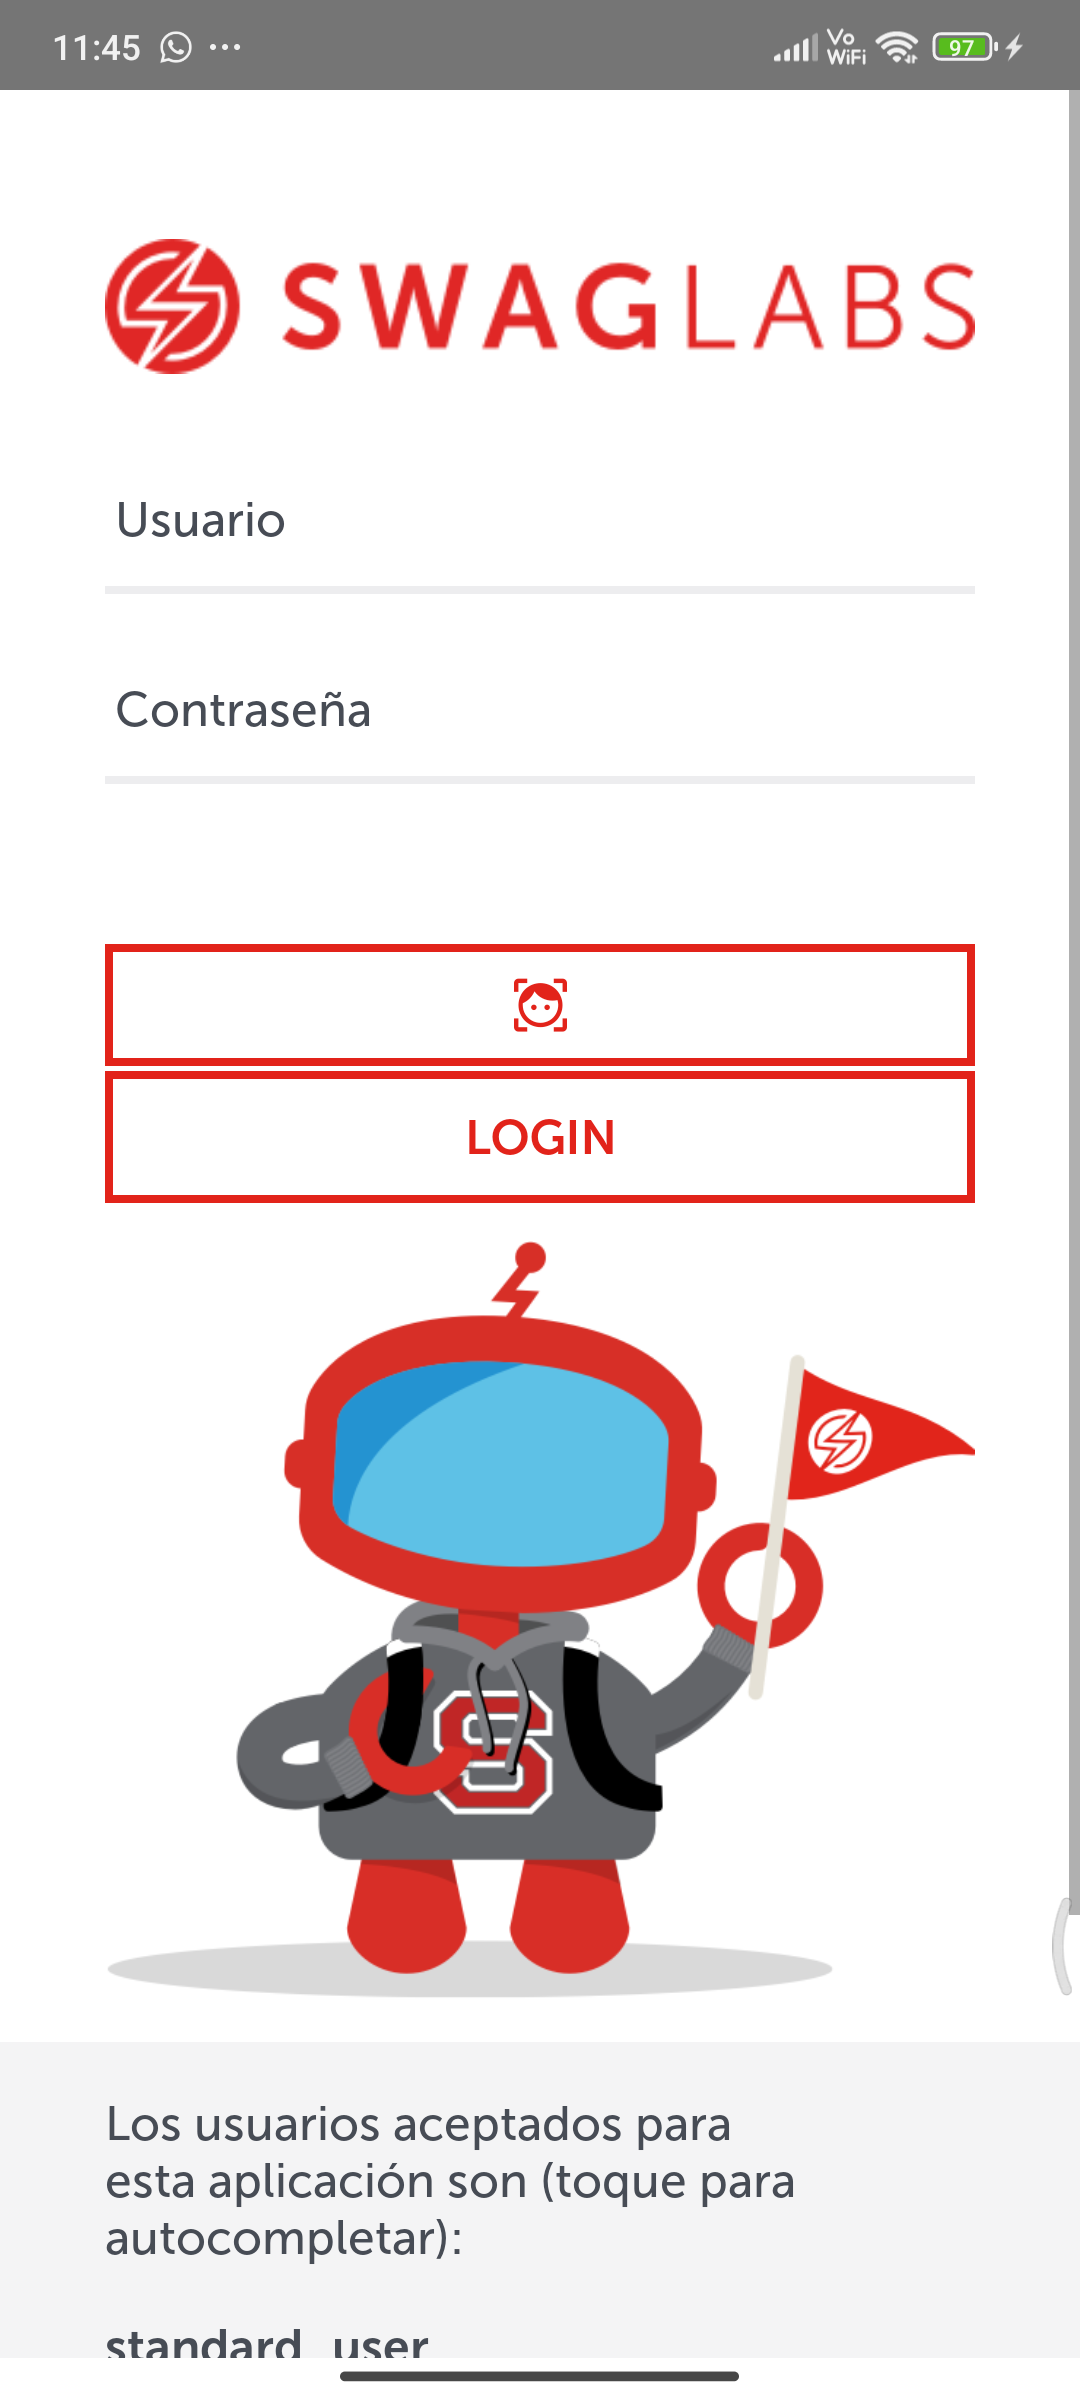 11:45
Vo
WiFi
97
SWAGLABS
Usuario
Contraseña
LOGIN
S
Los usuarios aceptados para
esta aplicación son (toque para
autocompletar):
standard_user